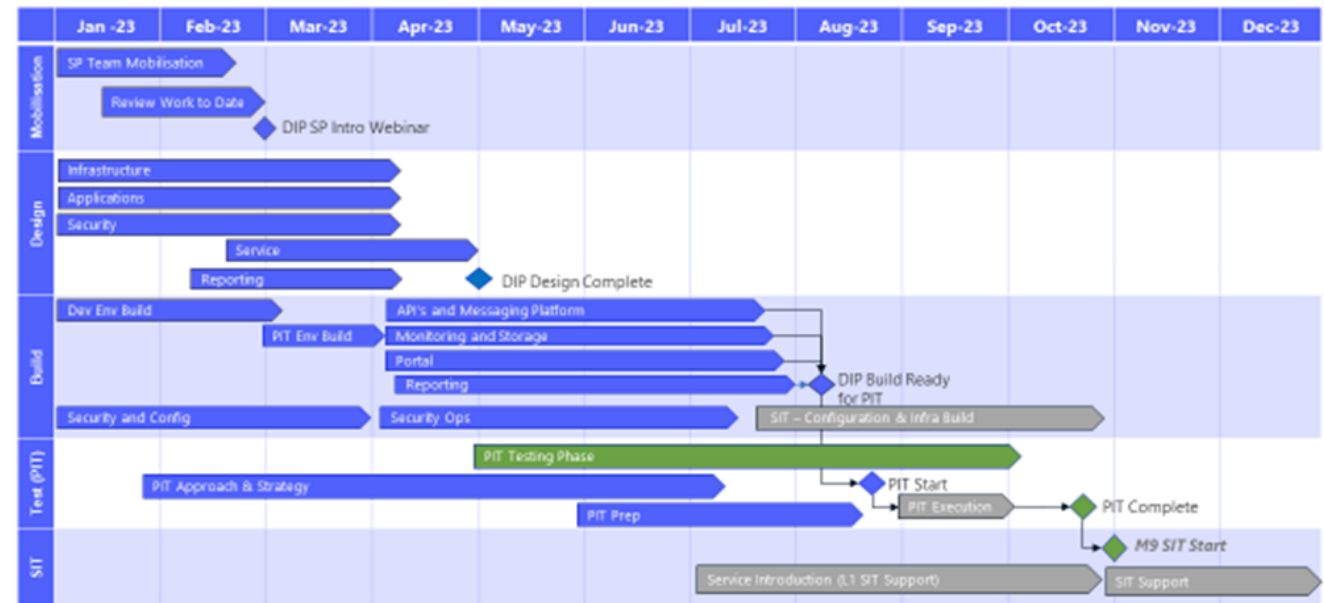 Jan -23 Feb-23 Mar-23 Apr-23 May-23 Jun-23 Jul-23 Aug-23 Sep-23 Oct-23 Nov-23 Dec-23
Mobilisation
SP Team Mobilisation
Review Work to Date
DIP SP Intro Webinar
Design
Infrastructure
Applications
Security
Service
Reporting
DIP Design Complete
Build
Dev Env Build
API's and Messaging Platform
PIT Env Build
Monitoring and Storage
Portal
Reporting
DIP Build Ready
for PIT
Security and Config
Security Ops
SIT – Configuration & Infra Build
Test (PIT)
PIT Testing Phase
PIT Approach & Strategy
PIT Start
PIT Execution
PIT Complete
PIT Prep
SIT
M9 SIT Start
Service Introduction (L1 SIT Support)
SIT Support